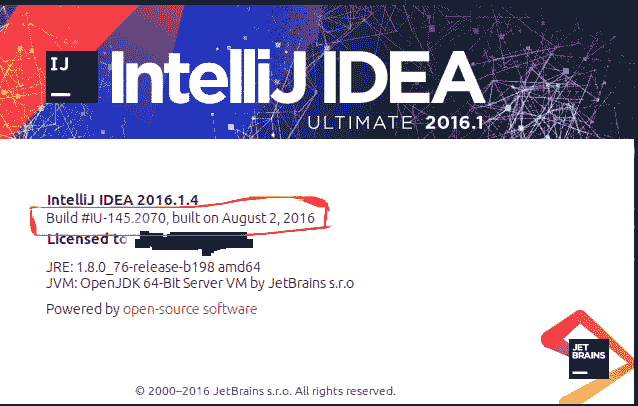 IJ
IntelliJ IDEA
ULTIMATE 2016.1
IntelliJ IDEA 2016.1.4
Build #IU-145.2070, built on August 2, 2016
Licensed to
JRE: 1.8.0_76-release-b198 amd64
JVM: OpenJDK 64-Bit Server VM by JetBrains s.r.o
Powered by open-source software
JET
BRAINS
© 2000–2016 JetBrains s.r.o. All rights reserved.